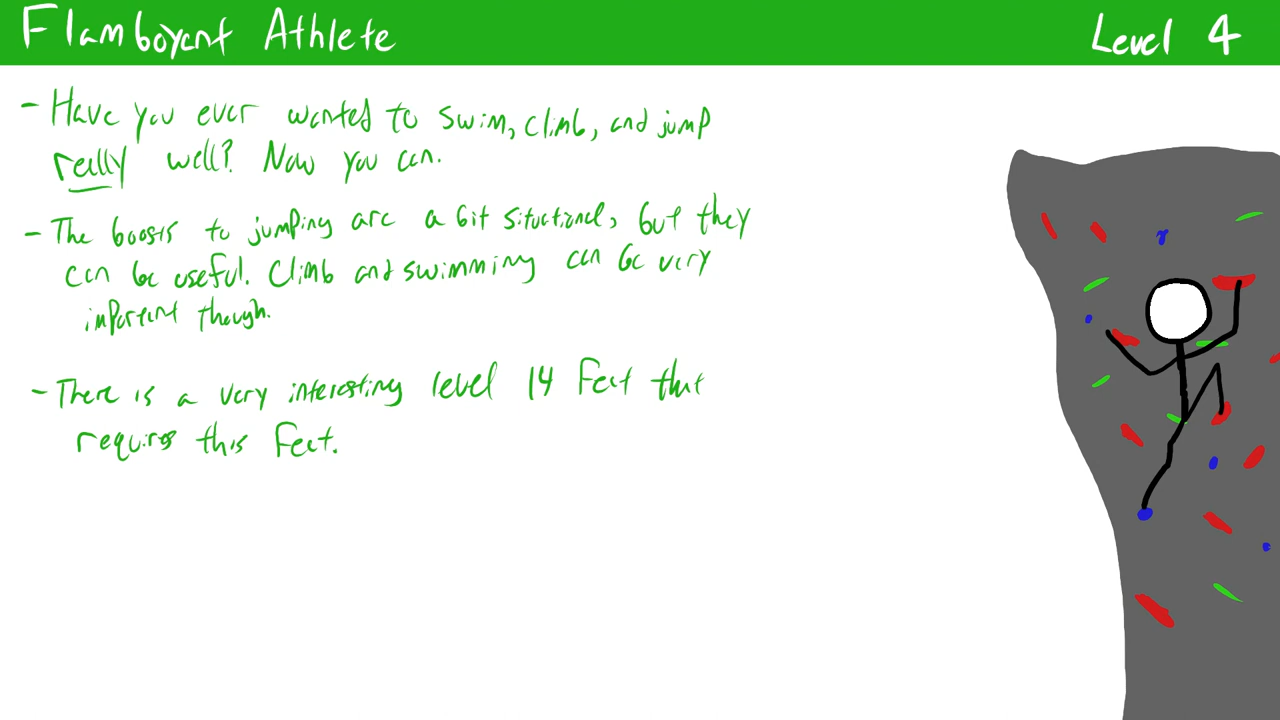 Flamboyant Athlete
Level 4
- Have you ever wanted to swim, climb, and jump
really well? Now you can.
- The boosts to jumping are a bit situational, but they
can be useful. Climb and swimming can be very
important though.
- There is a very interesting level 14 Feat that
requires this feat.